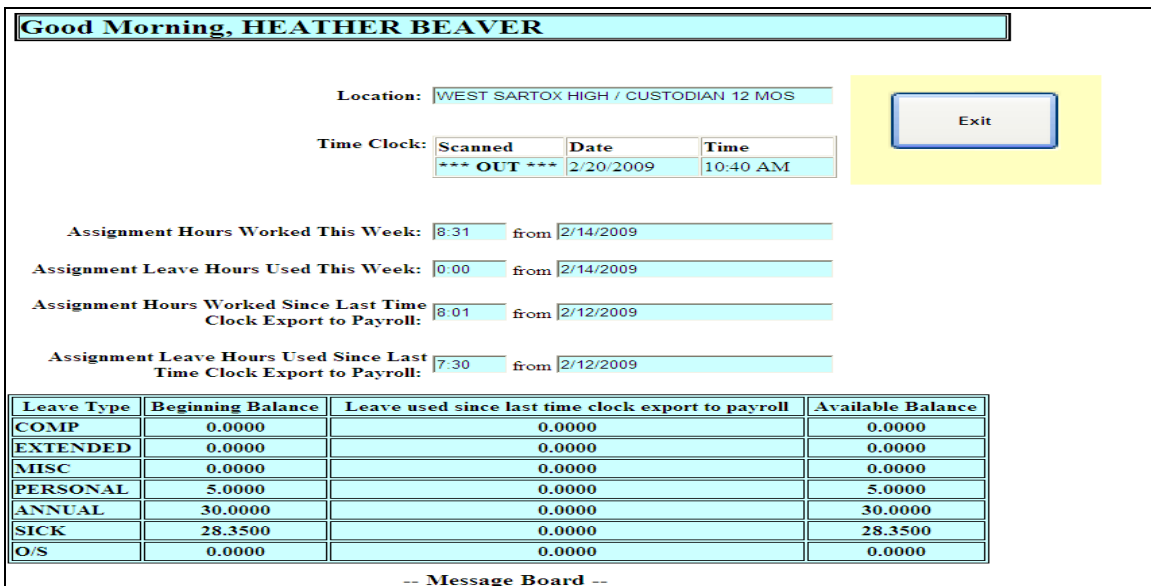 Good Morning, HEATHER BEAVER
Location: WEST SARTOX HIGH / CUSTODIAN 12 MOS
Exit
Time Clock: Scanned Date Time
*** OUT *** 2/20/2009 10:40 AM
Assignment Hours Worked This Week: 8:31 from 2/14/2009
Assignment Leave Hours Used This Week: 0:00 from 2/14/2009
Assignment Hours Worked Since Last Time
Clock Export to Payroll: 8:01 from 2/12/2009
Assignment Leave Hours Used Since Last
Time Clock Export to Payroll: 7:30 from 2/12/2009
Leave Type Beginning Balance Leave used since last time clock export to payroll Available Balance
COMP 0.0000 0.0000 0.0000
EXTENDED 0.0000 0.0000 0.0000
MISC 0.0000 0.0000 0.0000
PERSONAL 5.0000 0.0000 5.0000
ANNUAL 30.0000 0.0000 30.0000
SICK 28.3500 0.0000 28.3500
O/S 0.0000 0.0000 0.0000
-- Message Board --